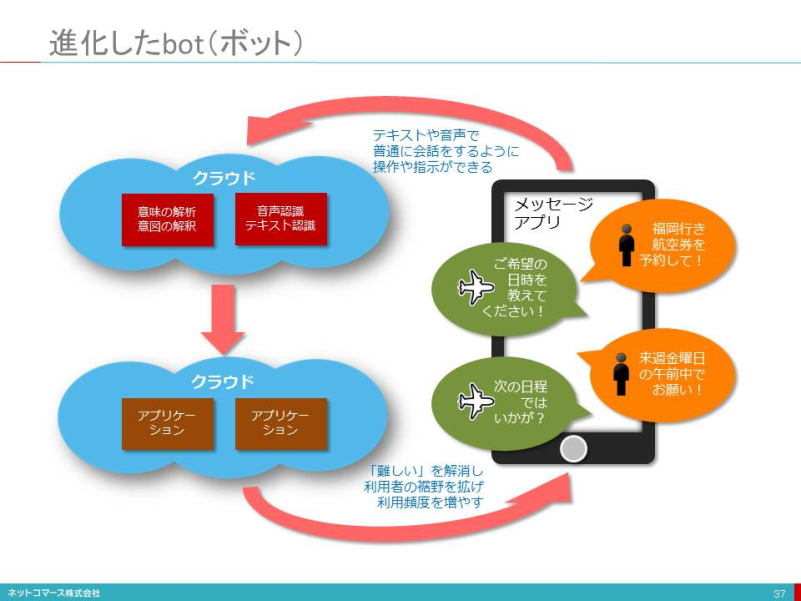 進化したbot（ボット）
テキストや音声で
普通に会話をするように
操作や指示ができる
クラウド
意味の解析
意図の解釈
音声認識
テキスト認識
メッセージ
アプリ
福岡行き
航空券を
予約して！
ご希望の
日時を
教えて
ください！
来週金曜日
の午前中で
お願い！
次の日程
では
いかが？
クラウド
アプリケー
ション
アプリケー
ション
「難しい」を解消し
利用者の裾野を拡げ
利用頻度を増やす
ネットコマース株式会社
37